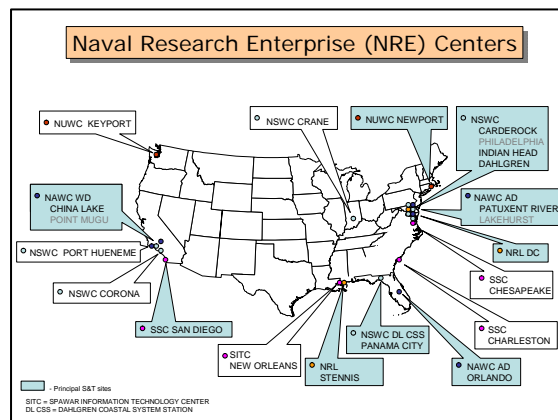 Naval Research Enterprise (NRE) Centers
NUWC KEYPORT
NSWC CRANE
NUWC NEWPORT
NSWC
CARDEROCK
PHILADELPHIA
INDIAN HEAD
DAHLGREN
NAWC WD
CHINA LAKE
POINT MUGU
NAWC AD
PATUXENT RIVER
LAKEHURST
NSWC PORT HUENEME
NRL DC
NSWC CORONA
SSC
CHESAPEAKE
SSC SAN DIEGO
SITC
NEW ORLEANS
NRL
STENNIS
NSWC DL CSS
PANAMA CITY
NAWC AD
ORLANDO
SSC
CHARLESTON
- Principal S&T sites
SITC = SPAWAR INFORMATION TECHNOLOGY CENTER
DL CSS = DAHLGREN COASTAL SYSTEM STATION